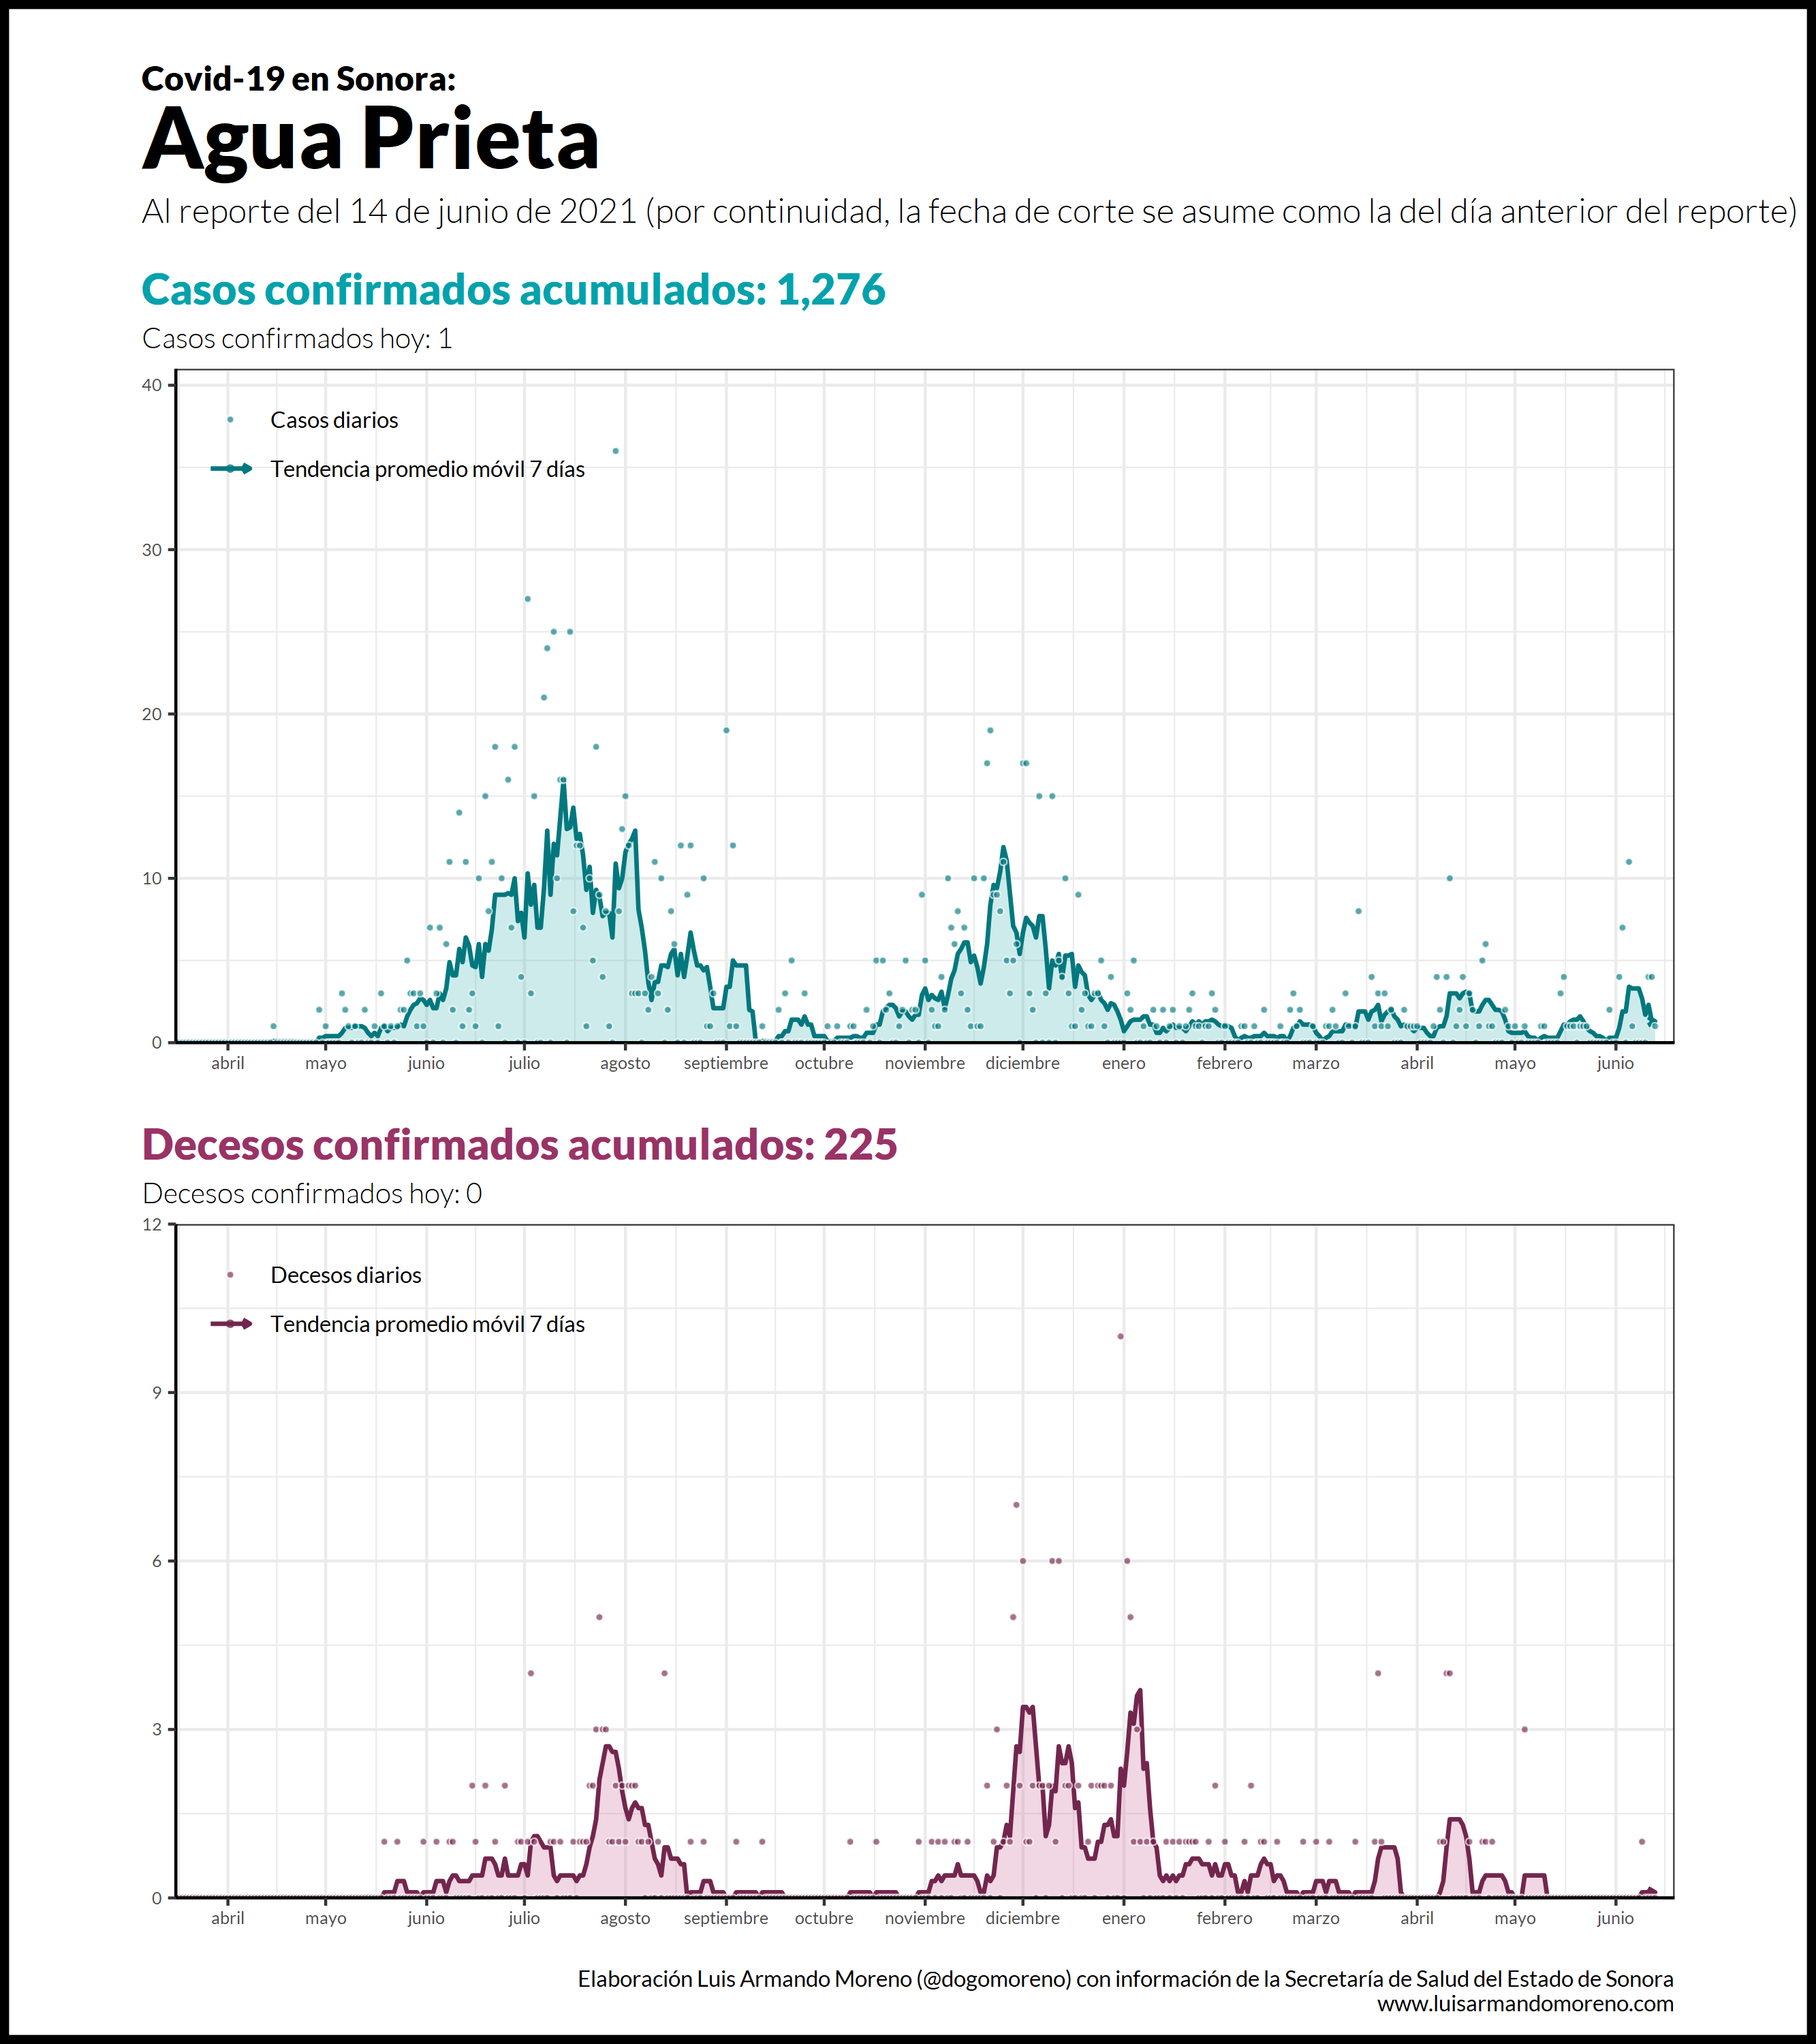 Covid-19 en Sonora:
Agua Prieta
Al reporte del 14 de junio de 2021 (por continuidad, la fecha de corte se asume como la del día anterior del reporte)
Casos confirmados acumulados: 1,276
Casos confirmados hoy: 1
40
Casos diarios
Tendencia promedio móvil 7 días
30
20
10
0
abril mayo junio julio agosto septiembre octubre noviembre diciembre enero febrero marzo abril mayo junio
Decesos confirmados acumulados: 225
Decesos confirmados hoy: 0
12
Decesos diarios
Tendencia promedio móvil 7 días
9
6
3
0
abril mayo junio julio agosto septiembre octubre noviembre diciembre enero febrero marzo abril mayo junio
Elaboración Luis Armando Moreno (@dogomoreno) con información de la Secretaría de Salud del Estado de Sonora
www.luisarmandomoreno.com